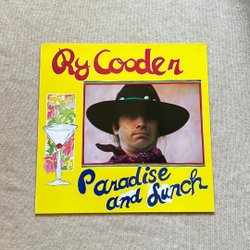 Ry Cooder
Paradise
and Lunch